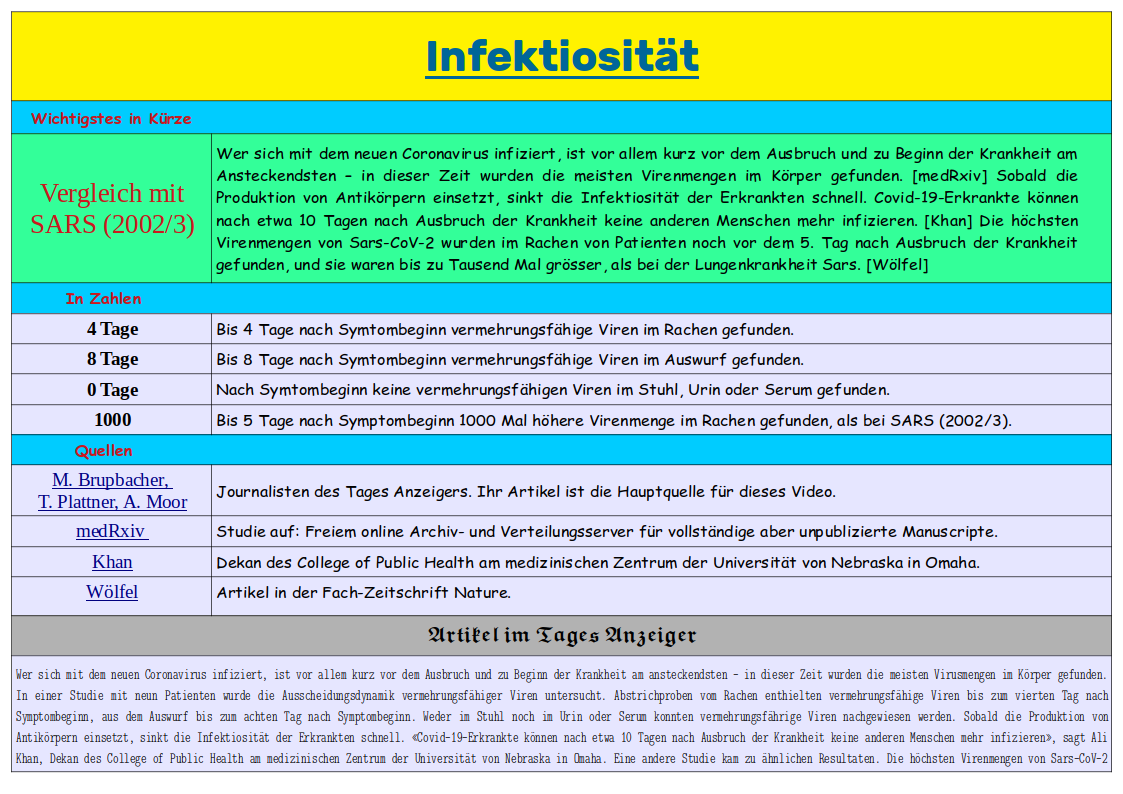 Infektiosität
Wichtigstes in Kürze
Vergleich mit
SARS (2002/3)
Wer sich mit dem neuen Coronavirus infiziert, ist vor allem kurz vor dem Ausbruch und zu Beginn der Krankheit am
Ansteckendsten – in dieser Zeit wurden die meisten Virenmengen im Körper gefunden. [medRxiv] Sobald die
Produktion von Antikörpern einsetzt, sinkt die Infektiosität der Erkrankten schnell. Covid-19-Erkrankte können
nach etwa 10 Tagen nach Ausbruch der Krankheit keine anderen Menschen mehr infizieren. [Khan] Die höchsten
Virenmengen von Sars-CoV-2 wurden im Rachen von Patienten noch vor dem 5. Tag nach Ausbruch der Krankheit
gefunden, und sie waren bis zu Tausend Mal grösser, als bei der Lungenkrankheit Sars. [Wölfel]
In Zahlen
4 Tage
Bis 4 Tage nach Symtombeginn vermehrungsfähige Viren im Rachen gefunden.
8 Tage
Bis 8 Tage nach Symtombeginn vermehrungsfähige Viren im Auswurf gefunden.
0 Tage
Nach Symtombeginn keine vermehrungsfähigen Viren im Stuhl, Urin oder Serum gefunden.
1000
Bis 5 Tage nach Symptombeginn 1000 Mal höhere Virenmenge im Rachen gefunden, als bei SARS (2002/3).
Quellen
M. Brupbacher,
T. Plattner, A. Moor
Journalisten des Tages Anzeigers. Ihr Artikel ist die Hauptquelle für dieses Video.
medRxiv
Studie auf: Freiem online Archiv- und Verteilungsserver für vollständige aber unpublizierte Manuscripte.
Khan
Dekan des College of Public Health am medizinischen Zentrum der Universität von Nebraska in Omaha.
Wölfel
Artikel in der Fach-Zeitschrift Nature.
Artikel im Tages Anzeiger
Wer sich mit dem neuen Coronavirus infiziert, ist vor allem kurz vor dem Ausbruch und zu Beginn der Krankheit am ansteckendsten – in dieser Zeit wurden die meisten Virusmengen im Körper gefunden.
In einer Studie mit neun Patienten wurde die Ausscheidungsdynamik vermehrungsfähiger Viren untersucht. Abstrichproben vom Rachen enthielten vermehrungsfähige Viren bis zum vierten Tag nach
Symptombeginn, aus dem Auswurf bis zum achten Tag nach Symptombeginn. Weder im Stuhl noch im Urin oder Serum konnten vermehrungsfährige Viren nachgewiesen werden. Sobald die Produktion von
Antikörpern einsetzt, sinkt die Infektiosität der Erkrankten schnell. «Covid-19-Erkrankte können nach etwa 10 Tagen nach Ausbruch der Krankheit keine anderen Menschen mehr infizieren», sagt Ali
Khan, Dekan des College of Public Health am medizinischen Zentrum der Universität von Nebraska in Omaha. Eine andere Studie kam zu ähnlichen Resultaten. Die höchsten Virenmengen von Sars-CoV-2